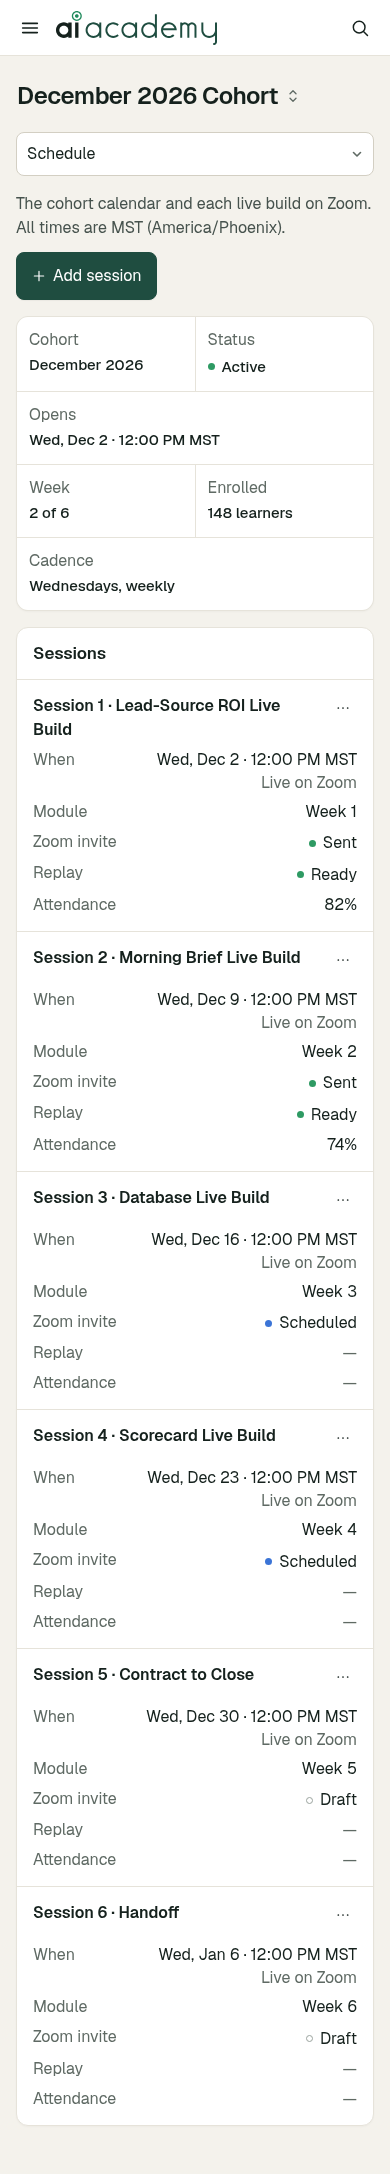 ai academy
December 2026 Cohort
Schedule
The cohort calendar and each live build on Zoom.
All times are MST (America/Phoenix).
+ Add session
Cohort
December 2026
Status
Active
Opens
Wed, Dec 2 · 12:00 PM MST
Week
2 of 6
Enrolled
148 learners
Cadence
Wednesdays, weekly
Sessions
Session 1 · Lead-Source ROI Live
Build
...
When Wed, Dec 2 · 12:00 PM MST
Live on Zoom
Module Week 1
Zoom invite Sent
Replay Ready
Attendance 82%
Session 2 · Morning Brief Live Build ...
When Wed, Dec 9 · 12:00 PM MST
Live on Zoom
Module Week 2
Zoom invite Sent
Replay Ready
Attendance 74%
Session 3 · Database Live Build ...
When Wed, Dec 16 · 12:00 PM MST
Live on Zoom
Module Week 3
Zoom invite Scheduled
Replay —
Attendance —
Session 4 · Scorecard Live Build ...
When Wed, Dec 23 · 12:00 PM MST
Live on Zoom
Module Week 4
Zoom invite Scheduled
Replay —
Attendance —
Session 5 · Contract to Close ...
When Wed, Dec 30 · 12:00 PM MST
Live on Zoom
Module Week 5
Zoom invite Draft
Replay —
Attendance —
Session 6 · Handoff ...
When Wed, Jan 6 · 12:00 PM MST
Live on Zoom
Module Week 6
Zoom invite Draft
Replay —
Attendance —